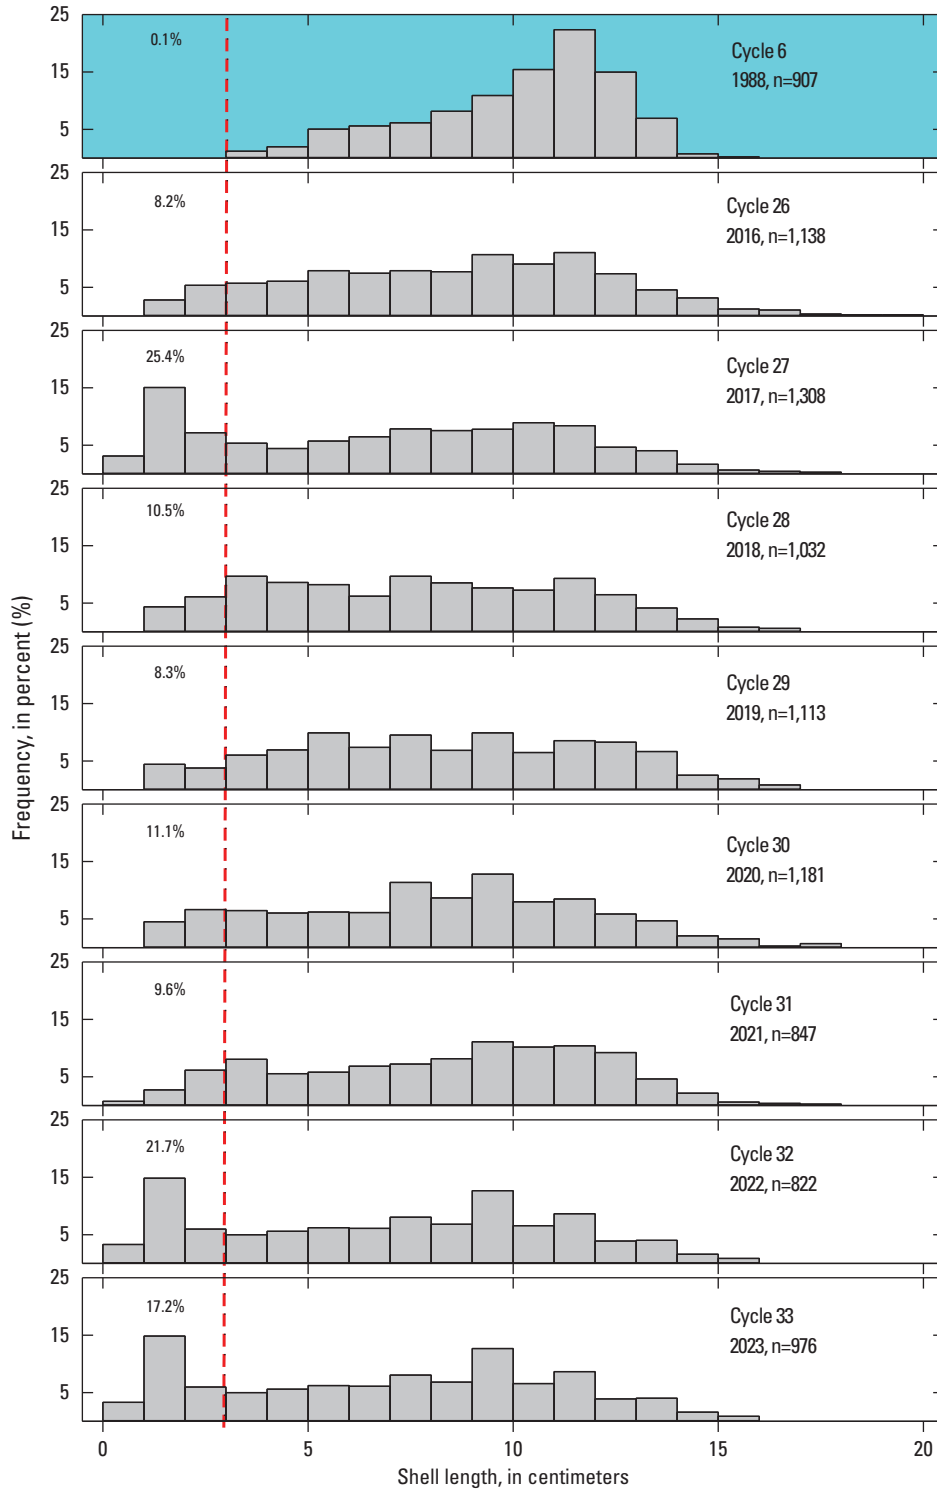 25
15
5
0.1%
Cycle 6
1988, n=907
25
15
5
8.2%
Cycle 26
2016, n=1,138
25
15
5
25.4%
Cycle 27
2017, n=1,308
25
15
5
10.5%
Cycle 28
2018, n=1,032
25
15
5
8.3%
Cycle 29
2019, n=1,113
25
15
5
11.1%
Cycle 30
2020, n=1,181
25
15
5
9.6%
Cycle 31
2021, n=847
25
15
5
21.7%
Cycle 32
2022, n=822
25
15
5
17.2%
Cycle 33
2023, n=976
Frequency, in percent (%)
0 5 10 15 20
Shell length, in centimeters